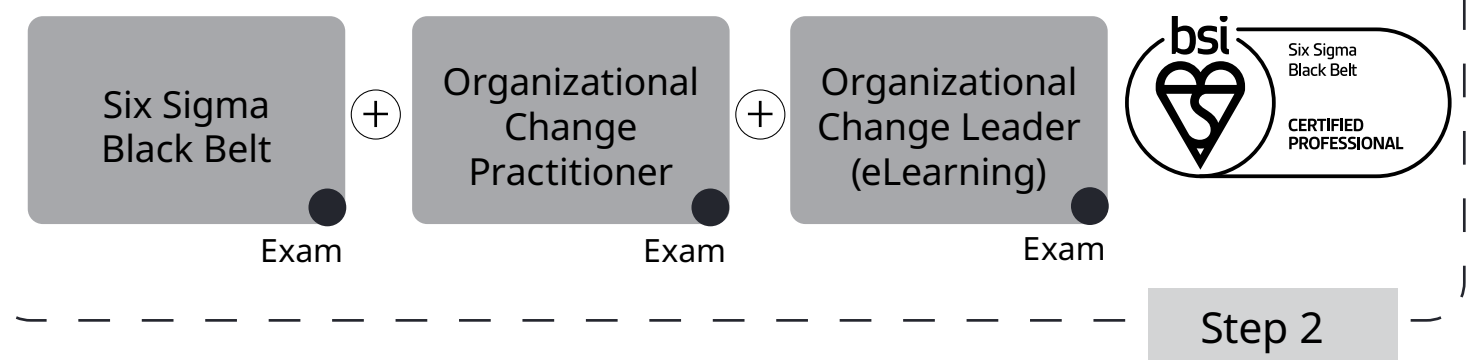 Six Sigma
Black Belt
+
Organizational
Change
Practitioner
+
Organizational
Change Leader
(eLearning)
bsi
Six Sigma
Black Belt
CERTIFIED
PROFESSIONAL
Exam
Exam
Exam
Step 2